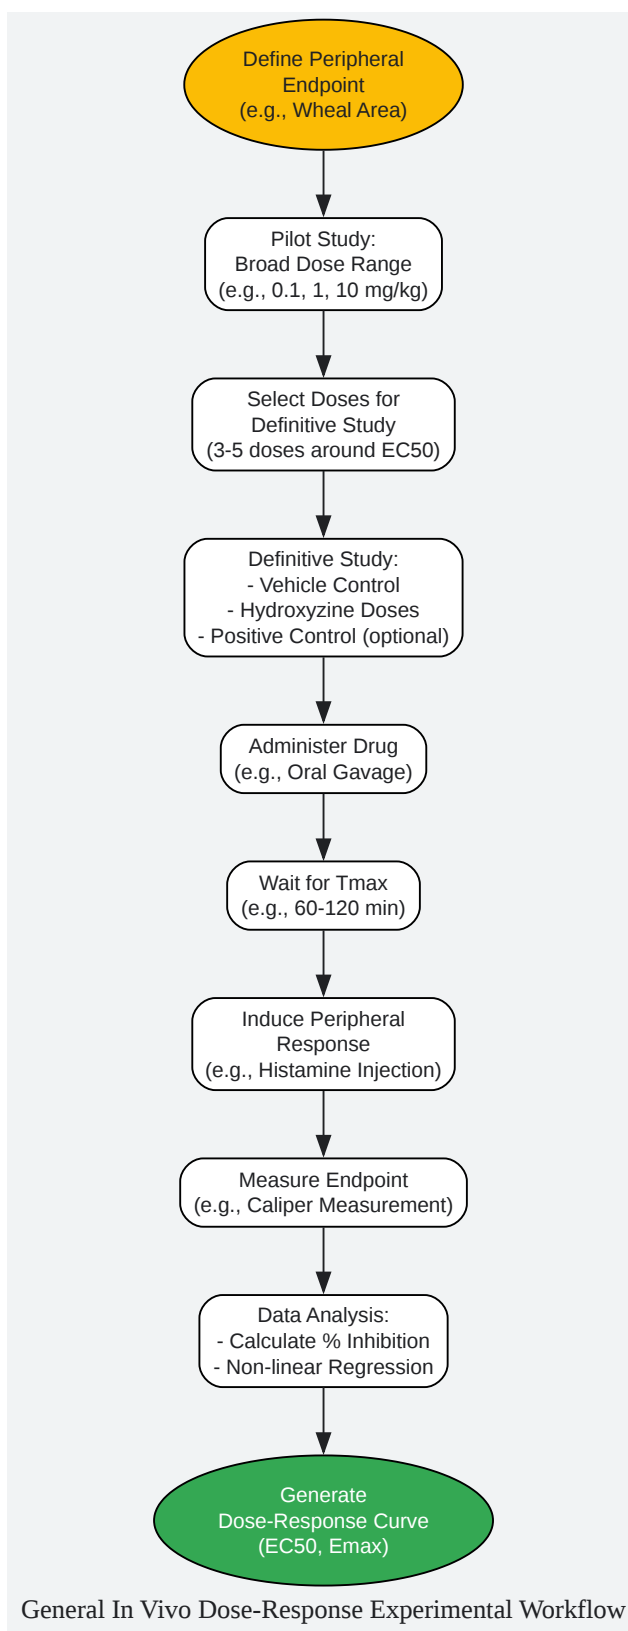 Define Peripheral
Endpoint
(e.g., Wheal Area)
Pilot Study:
Broad Dose Range
(e.g., 0.1, 1, 10 mg/kg)
Select Doses for
Definitive Study
(3-5 doses around EC50)
Definitive Study:
- Vehicle Control
- Hydroxyzine Doses
- Positive Control (optional)
Administer Drug
(e.g., Oral Gavage)
Wait for Tmax
(e.g., 60-120 min)
Induce Peripheral
Response
(e.g., Histamine Injection)
Measure Endpoint
(e.g., Caliper Measurement)
Data Analysis:
- Calculate % Inhibition
- Non-linear Regression
Generate
Dose-Response Curve
(EC50, Emax)
General In Vivo Dose-Response Experimental Workflow